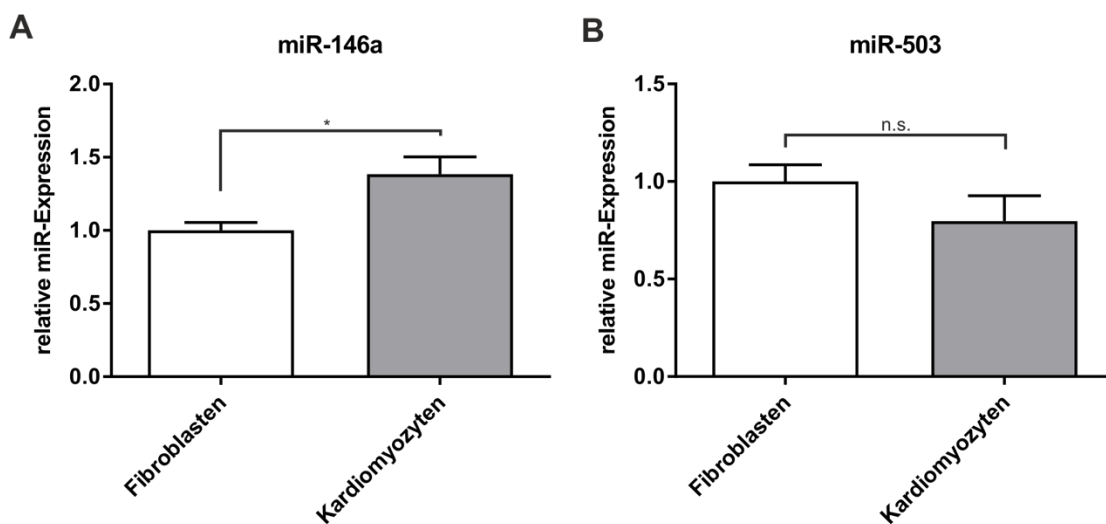 A
miR-146a
relative miR-Expression
2.0
1.5
1.0
0.5
0.0
*
Fibroblasten
Kardiomyozyten
B
miR-503
relative miR-Expression
1.5
1.0
0.5
0.0
n.s.
Fibroblasten
Kardiomyozyten